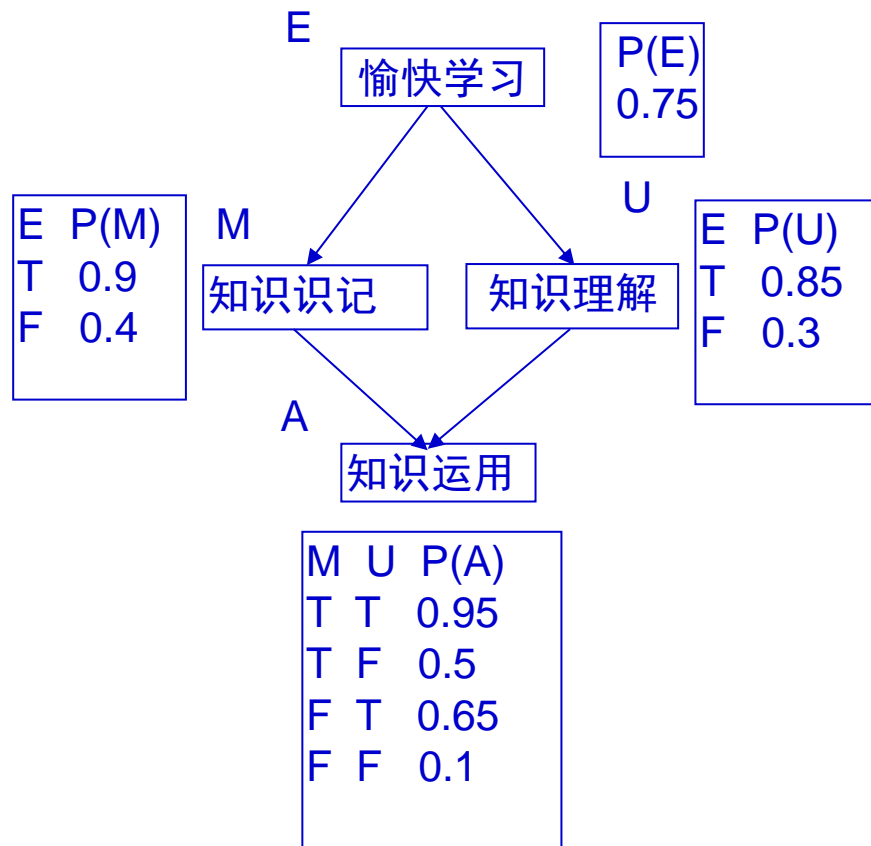 E
愉快学习
P(E)
0.75
E P(M)
T 0.9
F 0.4
M
知识识记
U
知识理解
E P(U)
T 0.85
F 0.3
A
知识运用
M U P(A)
T T 0.95
T F 0.5
F T 0.65
F F 0.1